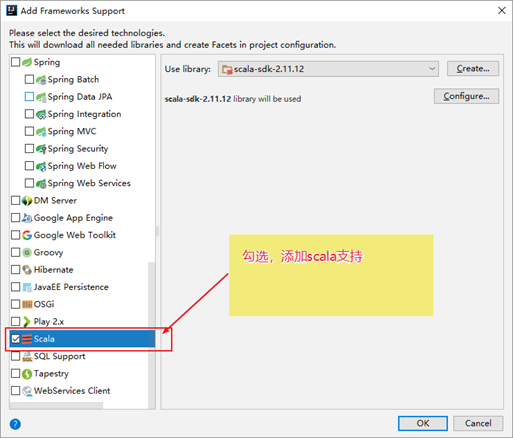 Add Frameworks Support
Please select the desired technologies.
This will download all needed libraries and create Facets in project configuration.
Spring
Spring Batch
Spring Data JPA
Spring Integration
Spring MVC
Spring Security
Spring Web Flow
Spring Web Services
DM Server
Google App Engine
Google Web Toolkit
Groovy
Hibernate
JavaEE Persistence
OSGi
Play 2.x
Scala
SQL Support
Tapestry
WebServices Client
Use library:
scala-sdk-2.11.12
Create...
scala-sdk-2.11.12 library will be used
Configure...
勾选，添加scala支持
?
OK
Cancel